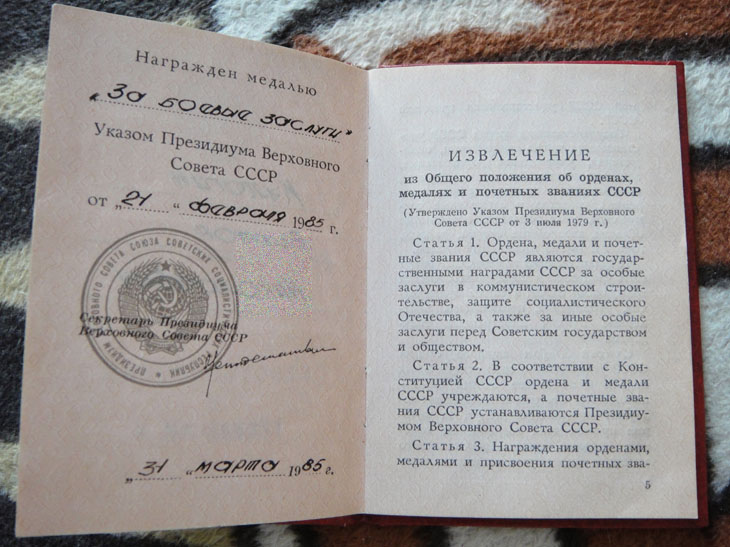 Награжден медалью
„За боевые заслуги"
Указом Президиума Верховного
Совета СССР
от „21" февраля 1985 г.
Секретарь Президиума
Верховного Совета СССР
„31" марта 1985 г.
ИЗВЛЕЧЕНИЕ
из Общего положения об орденах,
медалях и почетных званиях СССР
(Утверждено Указом Президиума Верховного
Совета СССР от 3 июля 1979 г.)
Статья 1. Ордена, медали и почет-
ные звания СССР являются государ-
ственными наградами СССР за особые
заслуги в коммунистическом строи-
тельстве, защите социалистического
Отечества, а также за иные особые
заслуги перед Советским государством
и обществом.
Статья 2. В соответствии с Кон-
ституцией СССР ордена и медали
СССР учреждаются, а почетные зва-
ния СССР устанавливаются Президиу-
мом Верховного Совета СССР.
Статья 3. Награждения орденами,
медалями и присвоения почетных зва-
5